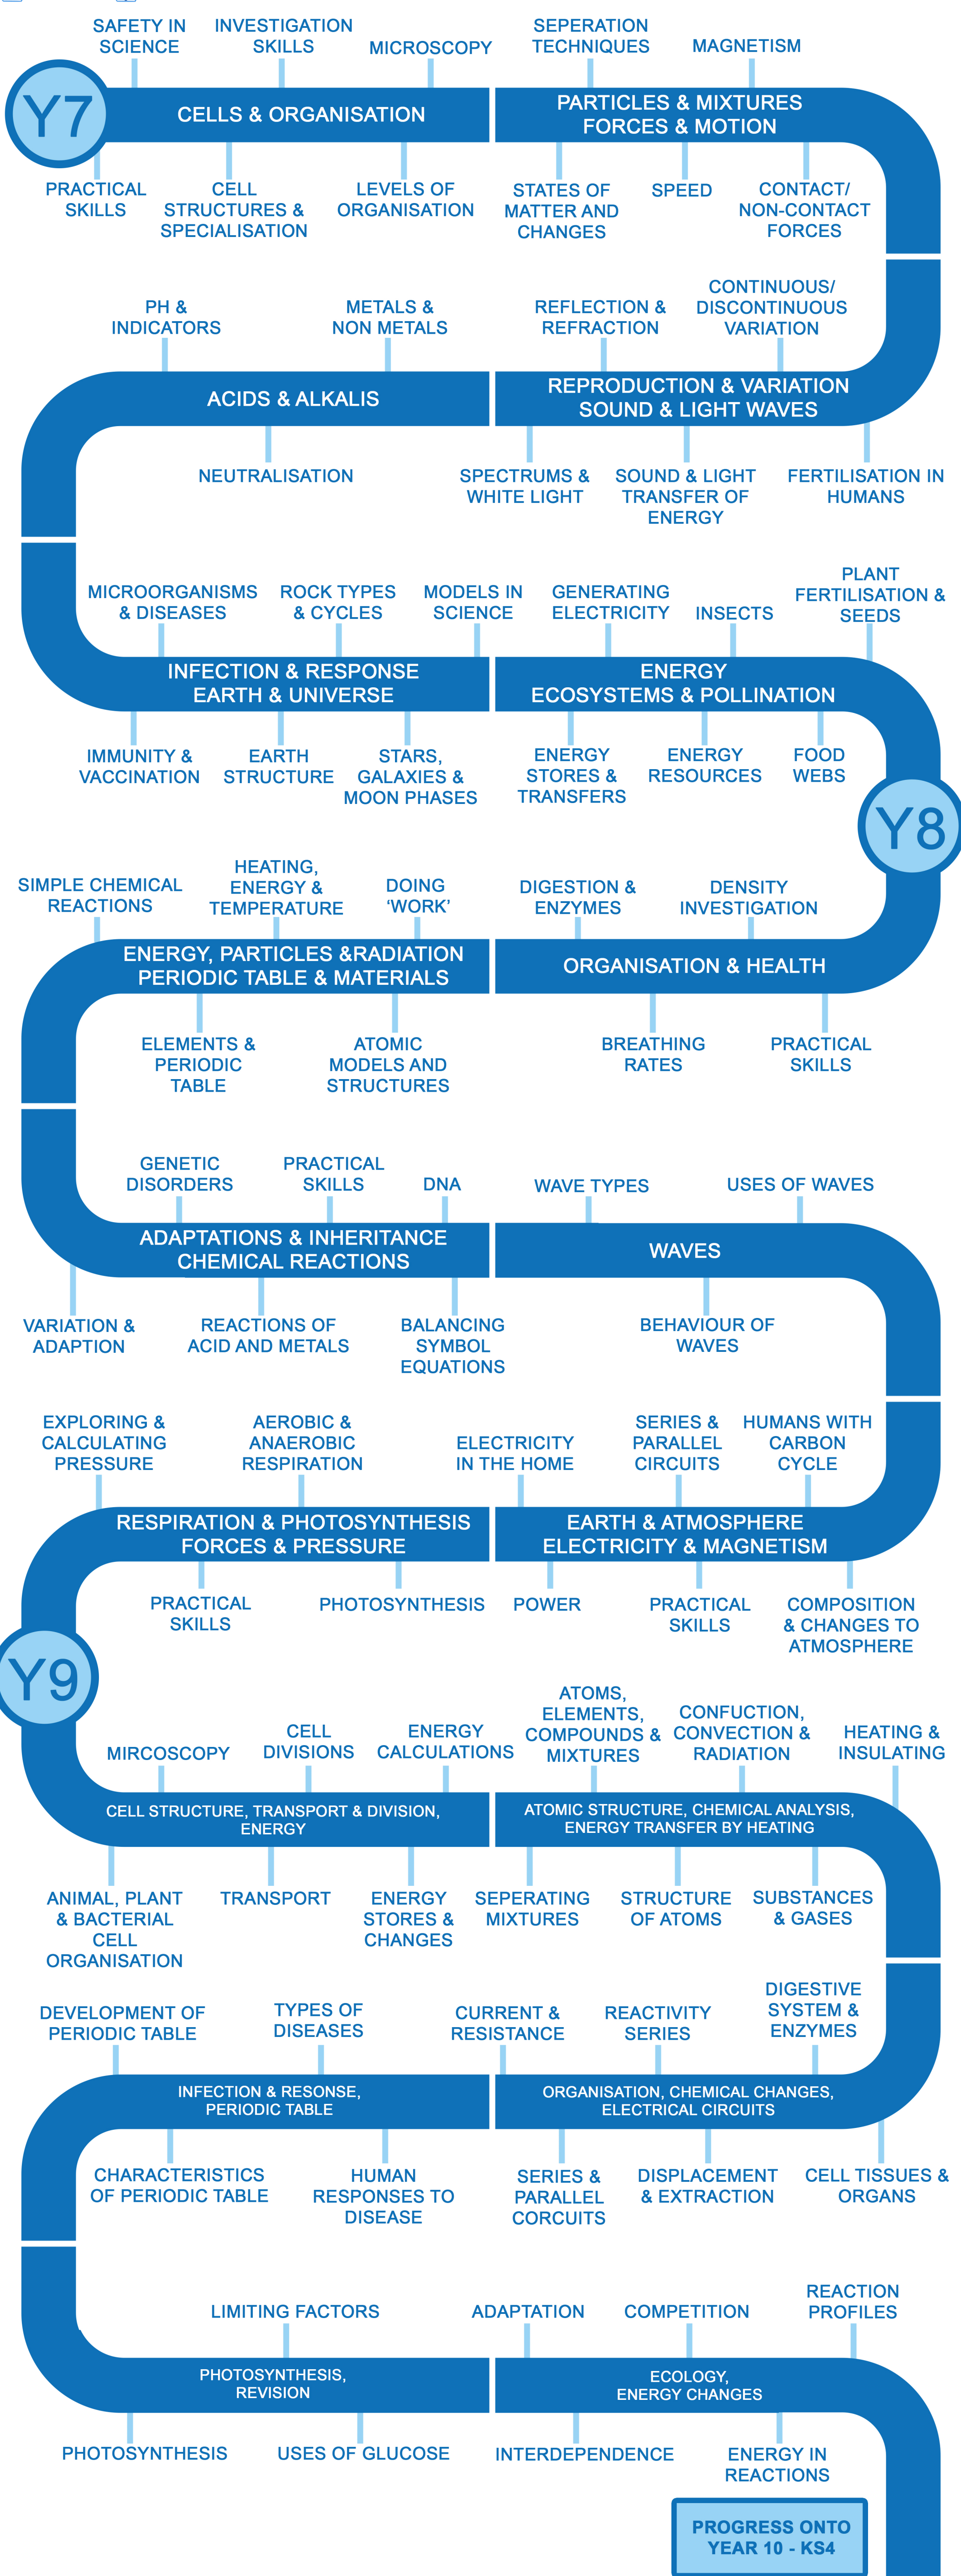 SAFETY IN
SCIENCE
INVESTIGATION
SKILLS
MICROSCOPY
SEPERATION
TECHNIQUES
MAGNETISM
Y7
CELLS & ORGANISATION
PARTICLES & MIXTURES
FORCES & MOTION
PRACTICAL
SKILLS
CELL
STRUCTURES &
SPECIALISATION
LEVELS OF
ORGANISATION
STATES OF
MATTER AND
CHANGES
SPEED
CONTACT/
NON-CONTACT
FORCES
PH &
INDICATORS
METALS &
NON METALS
REFLECTION &
REFRACTION
CONTINUOUS/
DISCONTINUOUS
VARIATION
ACIDS & ALKALIS
REPRODUCTION & VARIATION
SOUND & LIGHT WAVES
NEUTRALISATION
SPECTRUMS &
WHITE LIGHT
SOUND & LIGHT
TRANSFER OF
ENERGY
FERTILISATION IN
HUMANS
MICROORGANISMS
& DISEASES
ROCK TYPES
& CYCLES
MODELS IN
SCIENCE
GENERATING
ELECTRICITY
INSECTS
PLANT
FERTILISATION &
SEEDS
INFECTION & RESPONSE
EARTH & UNIVERSE
ENERGY
ECOSYSTEMS & POLLINATION
IMMUNITY &
VACCINATION
EARTH
STRUCTURE
STARS,
GALAXIES &
MOON PHASES
ENERGY
STORES &
TRANSFERS
ENERGY
RESOURCES
FOOD
WEBS
Y8
SIMPLE CHEMICAL
REACTIONS
HEATING,
ENERGY &
TEMPERATURE
DOING
‘WORK’
DIGESTION &
ENZYMES
DENSITY
INVESTIGATION
ENERGY, PARTICLES &RADIATION
PERIODIC TABLE & MATERIALS
ORGANISATION & HEALTH
ELEMENTS &
PERIODIC
TABLE
ATOMIC
MODELS AND
STRUCTURES
BREATHING
RATES
PRACTICAL
SKILLS
GENETIC
DISORDERS
PRACTICAL
SKILLS
DNA
WAVE TYPES
USES OF WAVES
ADAPTATIONS & INHERITANCE
CHEMICAL REACTIONS
WAVES
VARIATION &
ADAPTION
REACTIONS OF
ACID AND METALS
BALANCING
SYMBOL
EQUATIONS
BEHAVIOUR OF
WAVES
EXPLORING &
CALCULATING
PRESSURE
AEROBIC &
ANAEROBIC
RESPIRATION
ELECTRICITY
IN THE HOME
SERIES &
PARALLEL
CIRCUITS
HUMANS WITH
CARBON
CYCLE
RESPIRATION & PHOTOSYNTHESIS
FORCES & PRESSURE
EARTH & ATMOSPHERE
ELECTRICITY & MAGNETISM
PRACTICAL
SKILLS
PHOTOSYNTHESIS
POWER
PRACTICAL
SKILLS
COMPOSITION
& CHANGES TO
ATMOSPHERE
Y9
MIRCOSCOPY
CELL
DIVISIONS
ENERGY
CALCULATIONS
ATOMS,
ELEMENTS,
COMPOUNDS &
MIXTURES
CONFUCTION,
CONVECTION &
RADIATION
HEATING &
INSULATING
CELL STRUCTURE, TRANSPORT & DIVISION,
ENERGY
ATOMIC STRUCTURE, CHEMICAL ANALYSIS,
ENERGY TRANSFER BY HEATING
ANIMAL, PLANT
& BACTERIAL
CELL
ORGANISATION
TRANSPORT
ENERGY
STORES &
CHANGES
SEPERATING
MIXTURES
STRUCTURE
OF ATOMS
SUBSTANCES
& GASES
DEVELOPMENT OF
PERIODIC TABLE
TYPES OF
DISEASES
CURRENT &
RESISTANCE
REACTIVITY
SERIES
DIGESTIVE
SYSTEM &
ENZYMES
INFECTION & RESONSE,
PERIODIC TABLE
ORGANISATION, CHEMICAL CHANGES,
ELECTRICAL CIRCUITS
CHARACTERISTICS
OF PERIODIC TABLE
HUMAN
RESPONSES TO
DISEASE
SERIES &
PARALLEL
CORCUITS
DISPLACEMENT
& EXTRACTION
CELL TISSUES &
ORGANS
LIMITING FACTORS
ADAPTATION
COMPETITION
REACTION
PROFILES
PHOTOSYNTHESIS,
REVISION
ECOLOGY,
ENERGY CHANGES
PHOTOSYNTHESIS
USES OF GLUCOSE
INTERDEPENDENCE
ENERGY IN
REACTIONS
PROGRESS ONTO
YEAR 10 - KS4